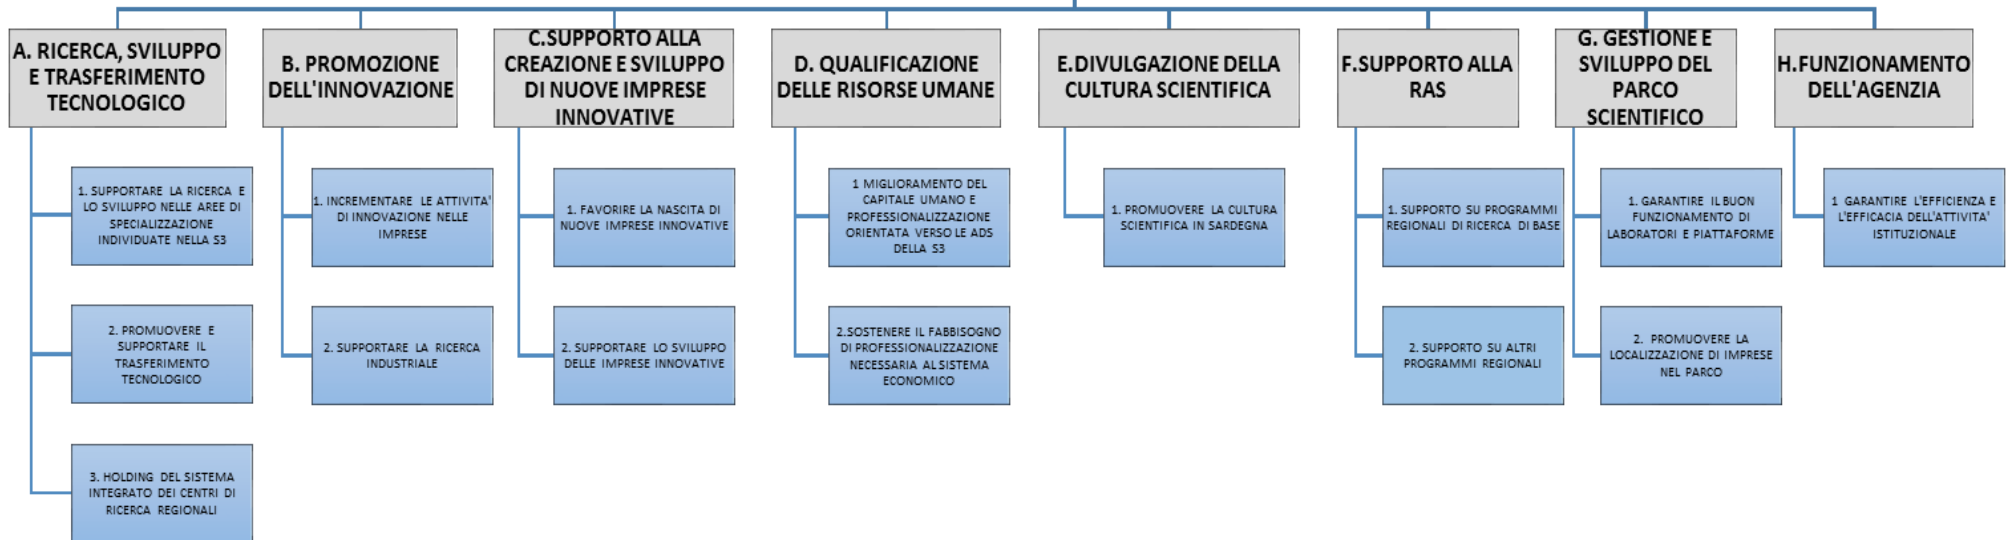 A. RICERCA, SVILUPPO
E TRASFERIMENTO
TECNOLOGICO
1. SUPPORTARE LA RICERCA E
LO SVILUPPO NELLE AREE DI
SPECIALIZZAZIONE
INDIVIDUATE NELLA S3
2. PROMUOVERE E
SUPPORTARE IL
TRASFERIMENTO
TECNOLOGICO
3. HOLDING DEL SISTEMA
INTEGRATO DEI CENTRI DI
RICERCA REGIONALI
B. PROMOZIONE
DELL'INNOVAZIONE
1. INCREMENTARE LE ATTIVITA'
DI INNOVAZIONE NELLE
IMPRESE
2. SUPPORTARE LA RICERCA
INDUSTRIALE
C.SUPPORTO ALLA
CREAZIONE E SVILUPPO
DI NUOVE IMPRESE
INNOVATIVE
1. FAVORIRE LA NASCITA DI
NUOVE IMPRESE INNOVATIVE
2. SUPPORTARE LO SVILUPPO
DELLE IMPRESE INNOVATIVE
D. QUALIFICAZIONE
DELLE RISORSE UMANE
1 MIGLIORAMENTO DEL
CAPITALE UMANO E
PROFESSIONALIZZAZIONE
ORIENTATA VERSO LE ADS
DELLA S3
2.SOSTENERE IL FABBISOGNO
DI PROFESSIONALIZZAZIONE
NECESSARIA AL SISTEMA
ECONOMICO
E.DIVULGAZIONE DELLA
CULTURA SCIENTIFICA
1. PROMUOVERE LA CULTURA
SCIENTIFICA IN SARDEGNA
F.SUPPORTO ALLA
RAS
1. SUPPORTO SU PROGRAMMI
REGIONALI DI RICERCA DI BASE
2. SUPPORTO SU ALTRI
PROGRAMMI REGIONALI
G. GESTIONE E
SVILUPPO DEL
PARCO
SCIENTIFICO
1. GARANTIRE IL BUON
FUNZIONAMENTO DI
LABORATORI E PIATTAFORME
2. PROMUOVERE LA
LOCALIZZAZIONE DI IMPRESE
NEL PARCO
H.FUNZIONAMENTO
DELL'AGENZIA
1 GARANTIRE L'EFFICIENZA E
L'EFFICACIA DELL'ATTIVITA'
ISTITUZIONALE